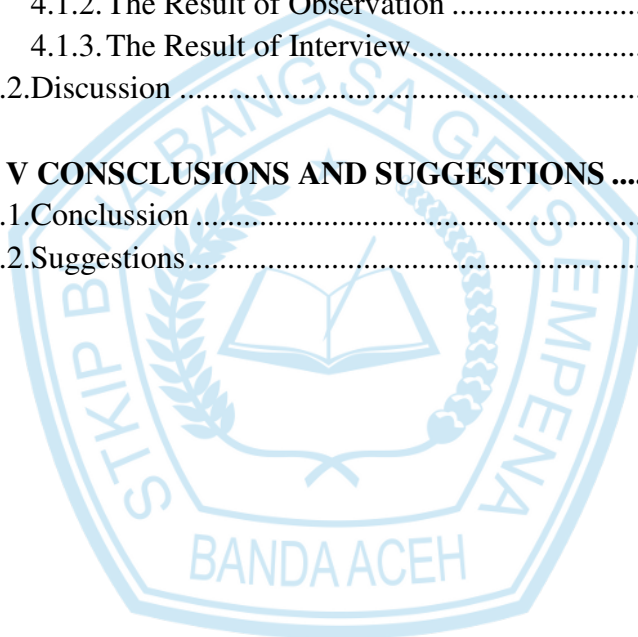 4.1.2. The Result of Observation ........................
4.1.3. The Result of Interview............................
.2.Discussion .........................................................
V CONSCLUSIONS AND SUGGESTIONS ....
.1.Conclussion .......................................................
.2.Suggestions........................................................
STKIP BINA BANGSA GETSEMPENA
BANDA ACEH